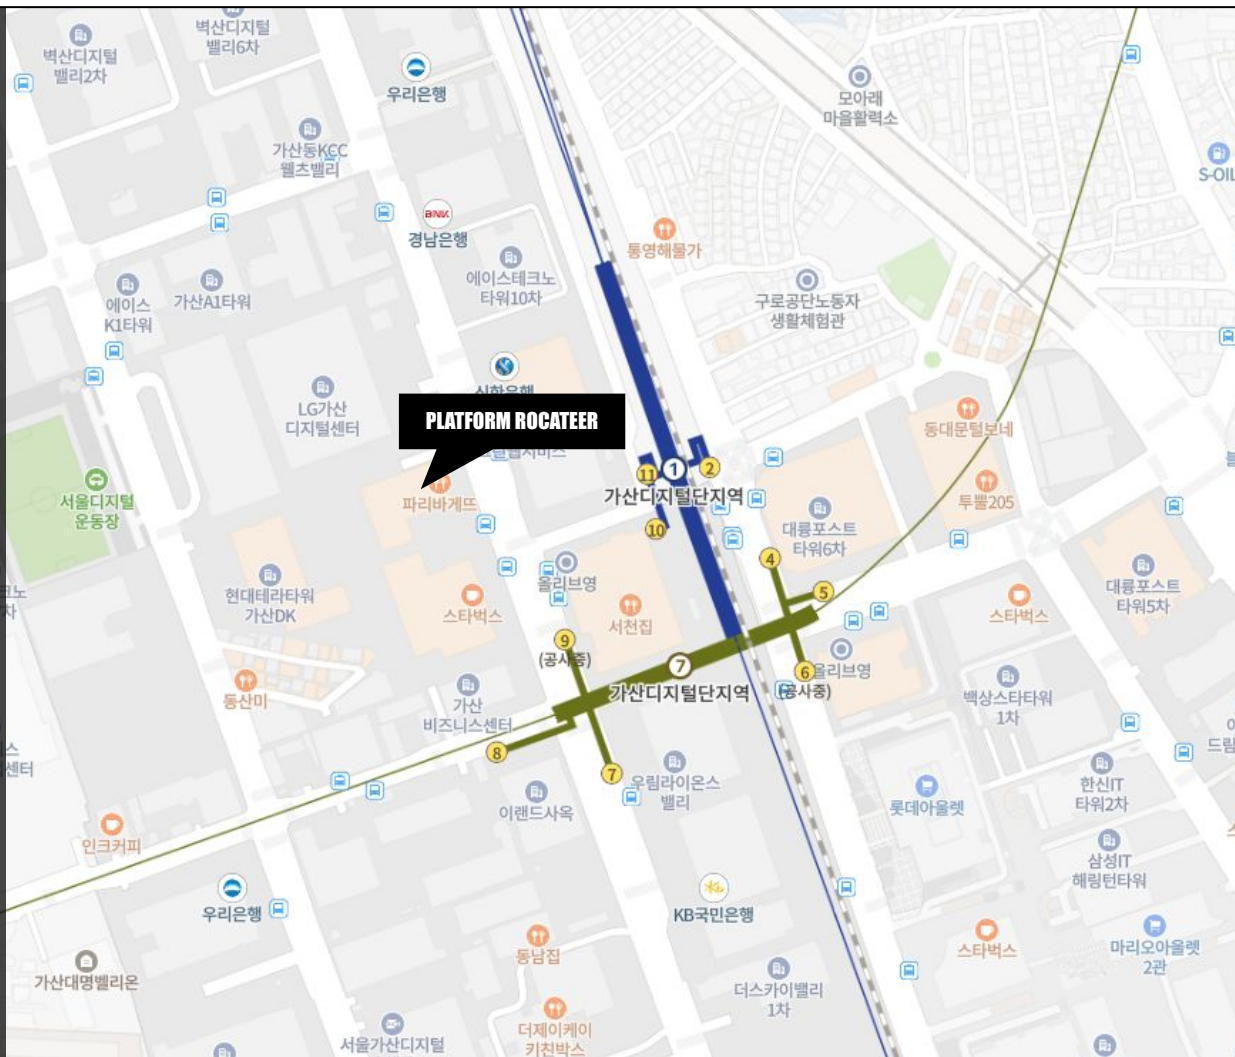 벽산디지털
밸리2차
벽산디지털
밸리6차
우리은행
모아래
마을활력소
S-OIL
가산동KCC
웰츠밸리
BNK
경남은행
통영해물가
에이스테크노
타워10차
에이스
K1타워
가산A1타워
구로공단노동자
생활체험관
신한은행
LG가산
디지털센터
PLATFORM ROCATEER
동대문털보네
서울디지털
운동장
파리바게뜨
11
1
2
가산디지털단지역
10
투뿔205
대륭포스트
타워6차
4
5
올리브영
서천집
현대테라타워
가산DK
스타벅스
스타벅스
대륭포스트
타워5차
9
(공사중)
7
가산디지털단지역
6
올리브영
(공사중)
동산미
가산
비즈니스센터
백상스타타워
1차
센터
8
7
우림라이온스
밸리
이랜드사옥
롯데아울렛
한신IT
타워2차
인크커피
삼성IT
해링턴타워
우리은행
KB국민은행
동남집
스타벅스
마리오아울렛
2관
가산대명벨리온
더스카이밸리
1차
서울가산디지털
더제이케이
키친박스